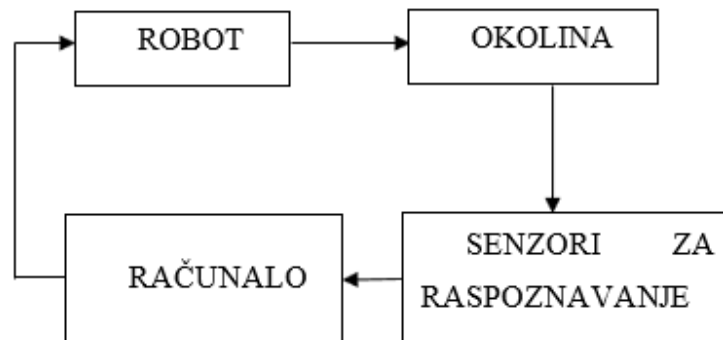 ROBOT
OKOLINA
SENZORI ZA
RASPOZNAVANJE
RAČUNALO